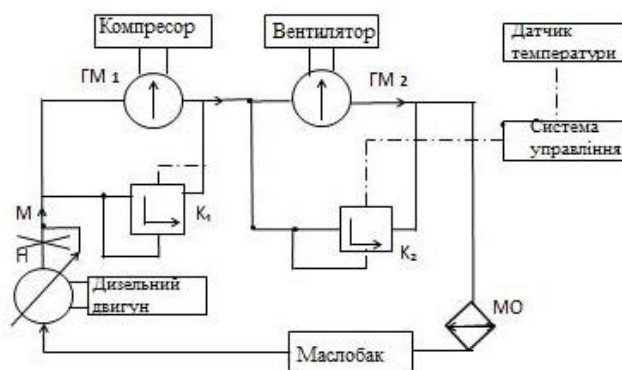 Компресор
Вентилятор
Датчик
температури
ГМ 1
ГМ 2
Система
управління
М
К₁
Н
К₂
Дизельний
двигун
МО
Маслобак